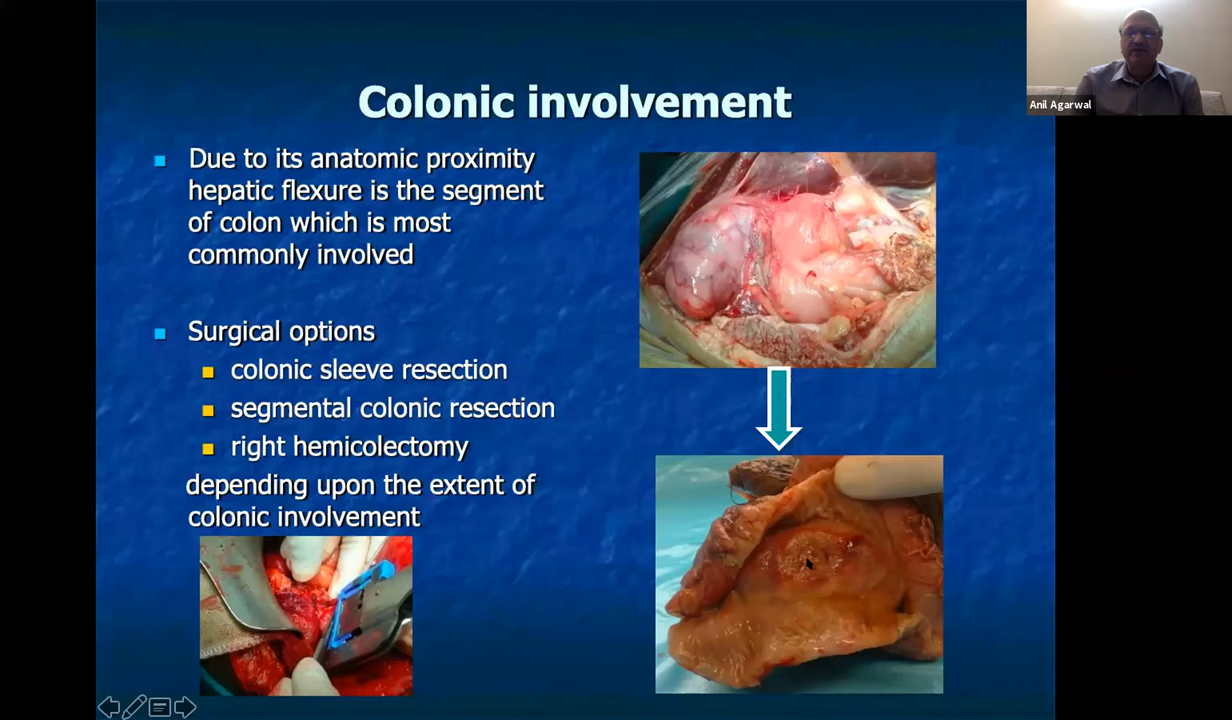 Colonic involvement
Due to its anatomic proximity
hepatic flexure is the segment
of colon which is most
commonly involved
Surgical options
colonic sleeve resection
segmental colonic resection
right hemicolectomy
depending upon the extent of
colonic involvement
Anil Agarwal